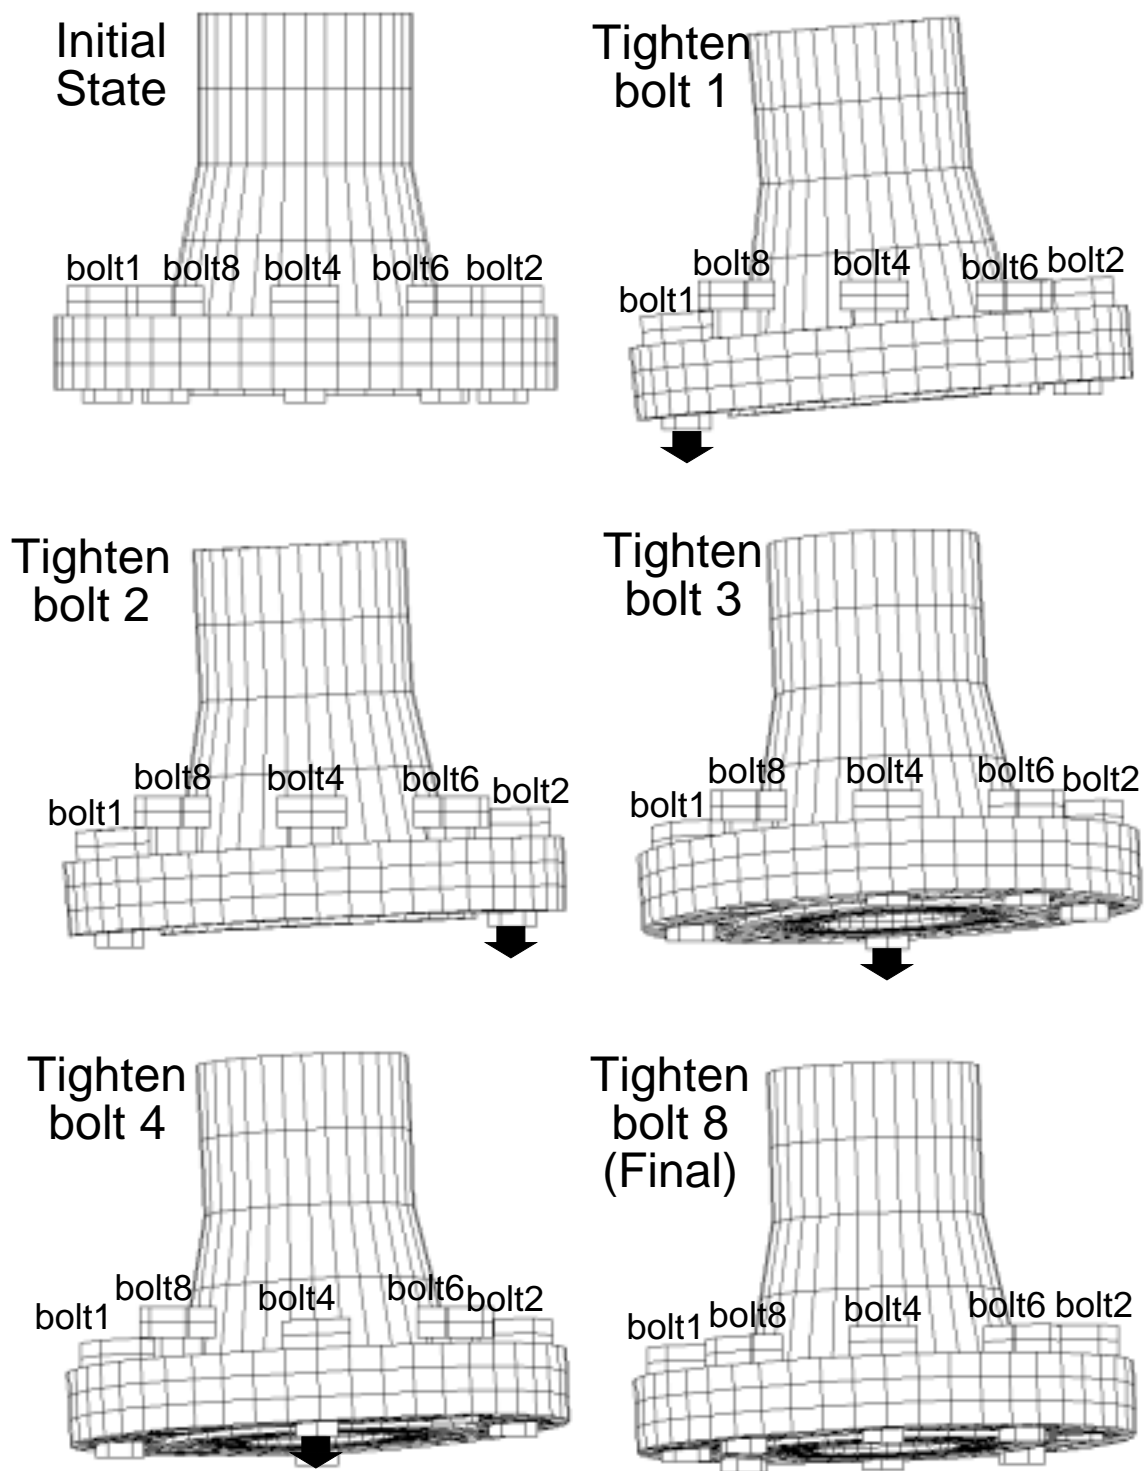 Initial
State
bolt1 bolt8 bolt4 bolt6 bolt2
Tighten
bolt 1
bolt8 bolt4 bolt6 bolt2
bolt1
Tighten
bolt 2
bolt8 bolt4 bolt6 bolt2
bolt1
Tighten
bolt 3
bolt8 bolt4 bolt6 bolt2
bolt1
Tighten
bolt 4
bolt8 bolt4 bolt6 bolt2
bolt1
Tighten
bolt 8
(Final)
bolt1 bolt8 bolt4 bolt6 bolt2